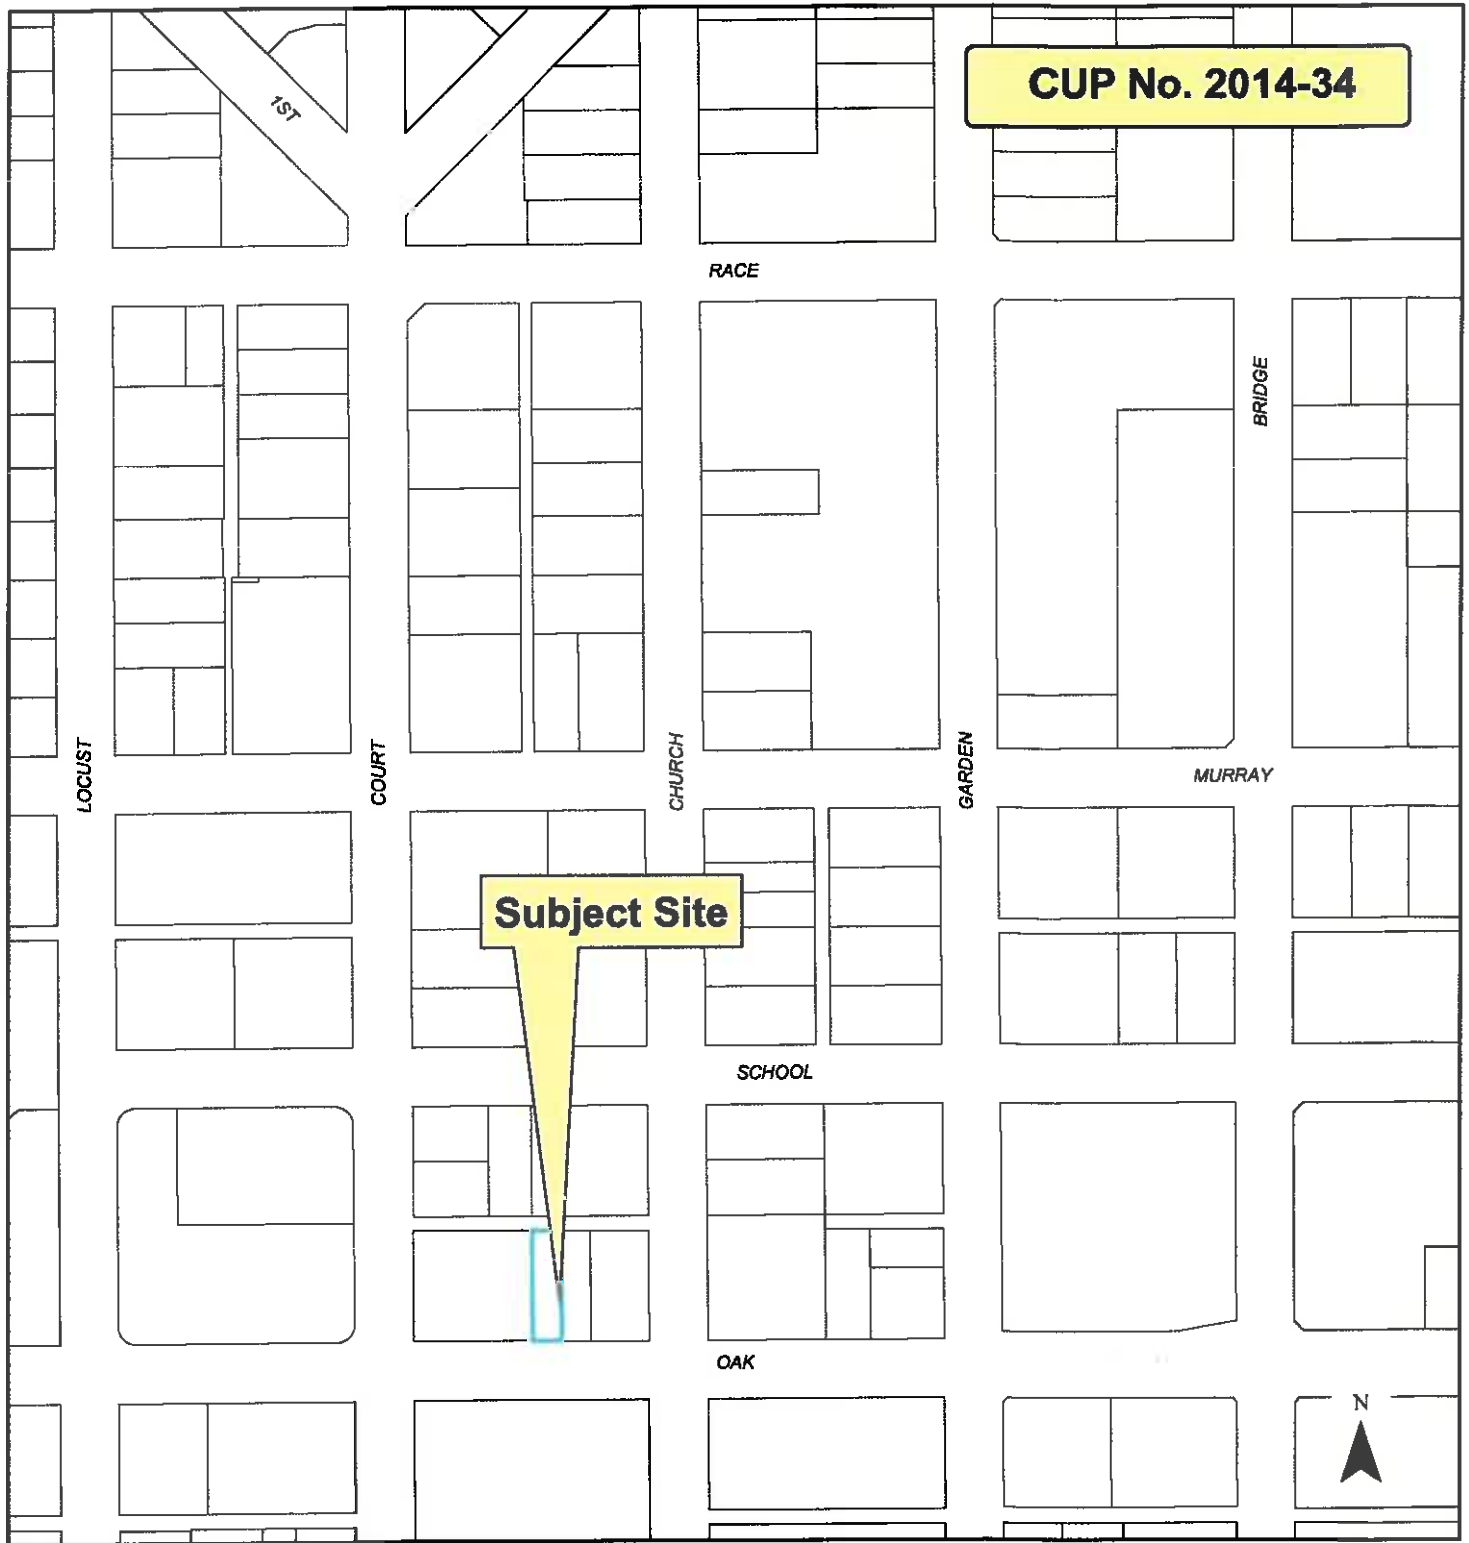 CUP No. 2014-34
1ST
RACE
BRIDGE
LOCUST
COURT
CHURCH
GARDEN
MURRAY
Subject Site
SCHOOL
OAK
N